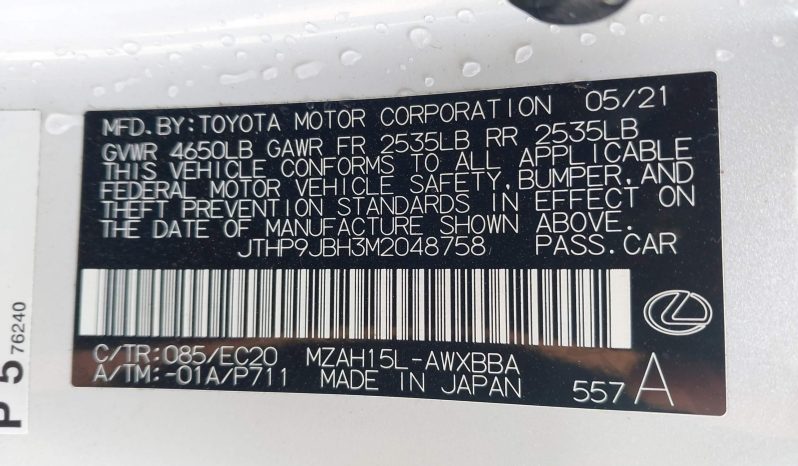 MFD. BY: TOYOTA MOTOR CORPORATION 05/21
GVWR 4650LB GAWR FR 2535LB RR 2535LB
THIS VEHICLE CONFORMS TO ALL APPLICABLE
FEDERAL MOTOR VEHICLE SAFETY, BUMPER, AND
THEFT PREVENTION STANDARDS IN EFFECT ON
THE DATE OF MANUFACTURE SHOWN ABOVE.
JTHP9JBH3M2048758 PASS. CAR
C/TR: 085/EC20 MZAH15L-AWXBBA
A/TM: -01A/P711 MADE IN JAPAN 557 A
P 5 76240